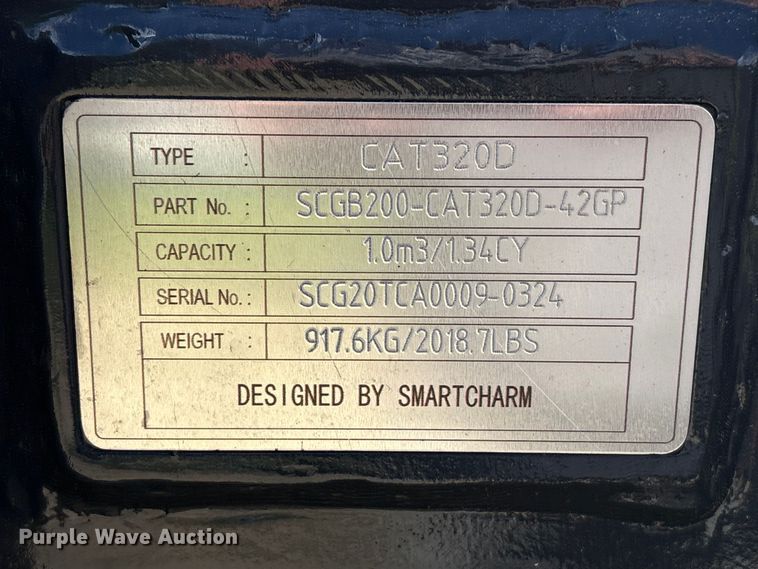 TYPE : CAT320D
PART No. : SCGB200-CAT320D-42GP
CAPACITY : 1.0m3/1.34CY
SERIAL No. : SCG20TCA0009-0324
WEIGHT : 917.6KG/2018.7LBS
DESIGNED BY SMARTCHARM
Purple Wave Auction